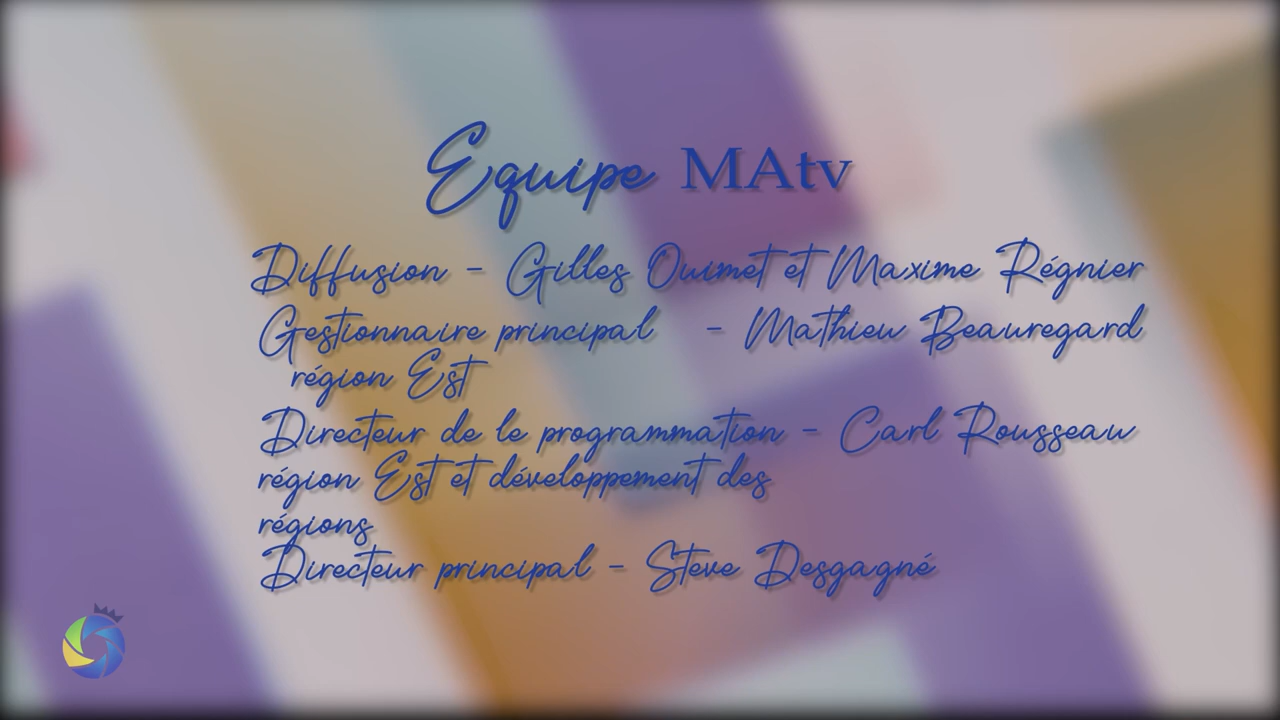 Equipe MAtv
Diffusion - Gilles Ouimet et Maxime Régnier
Gestionnaire principal - Mathieu Beauregard
région Est
Directeur de le programmation - Carl Rousseau
région Est et développement des
régions
Directeur principal - Steve Desgagné